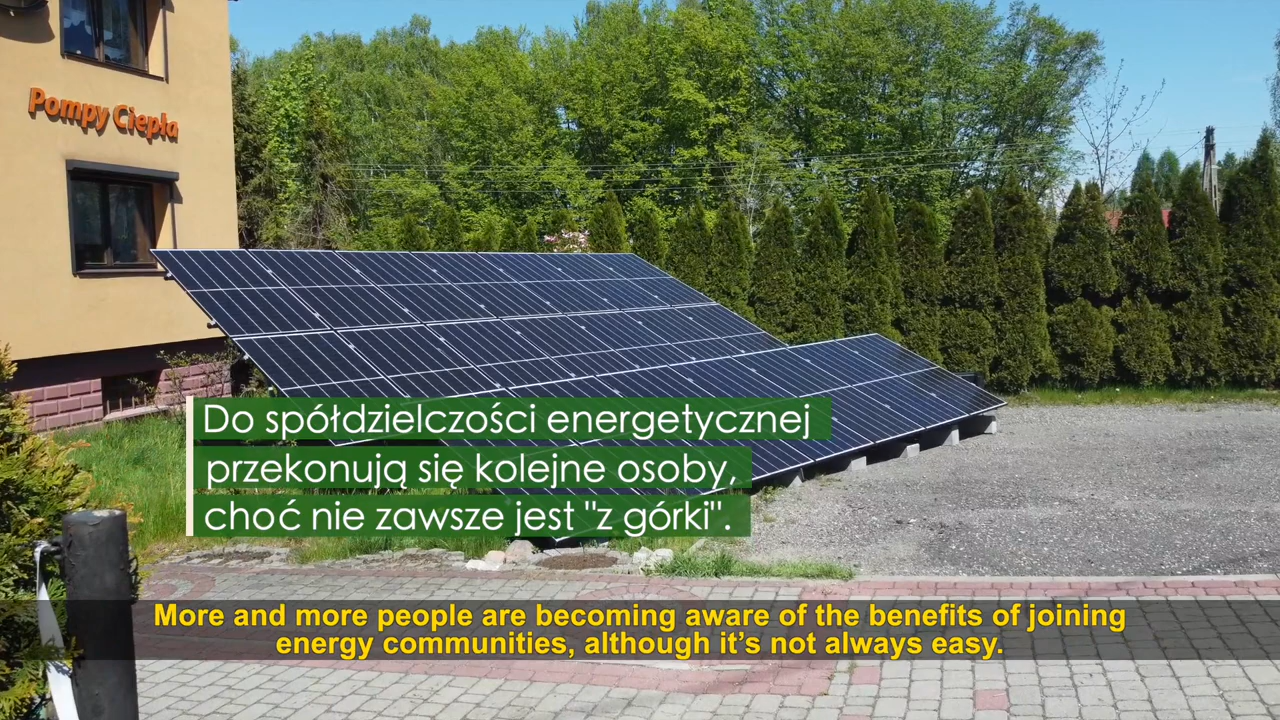 Pompy Ciepła
Do spółdzielczości energetycznej
przekonują się kolejne osoby,
choć nie zawsze jest "z górki".
More and more people are becoming aware of the benefits of joining
energy communities, although it’s not always easy.